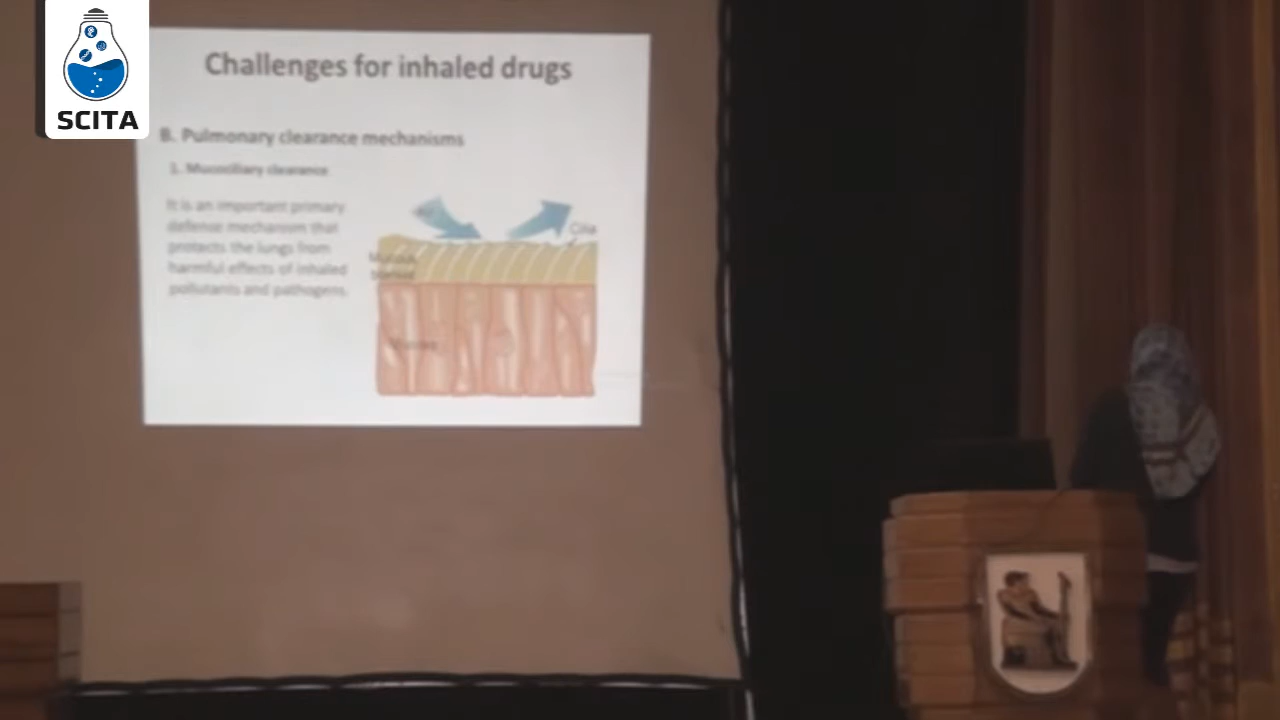 SCITA
Challenges for inhaled drugs
B. Pulmonary clearance mechanisms
1. Mucociliary clearance
It is an important primary
defense mechanism that
protects the lungs from
harmful effects of inhaled
pollutants and pathogens.
Cilia